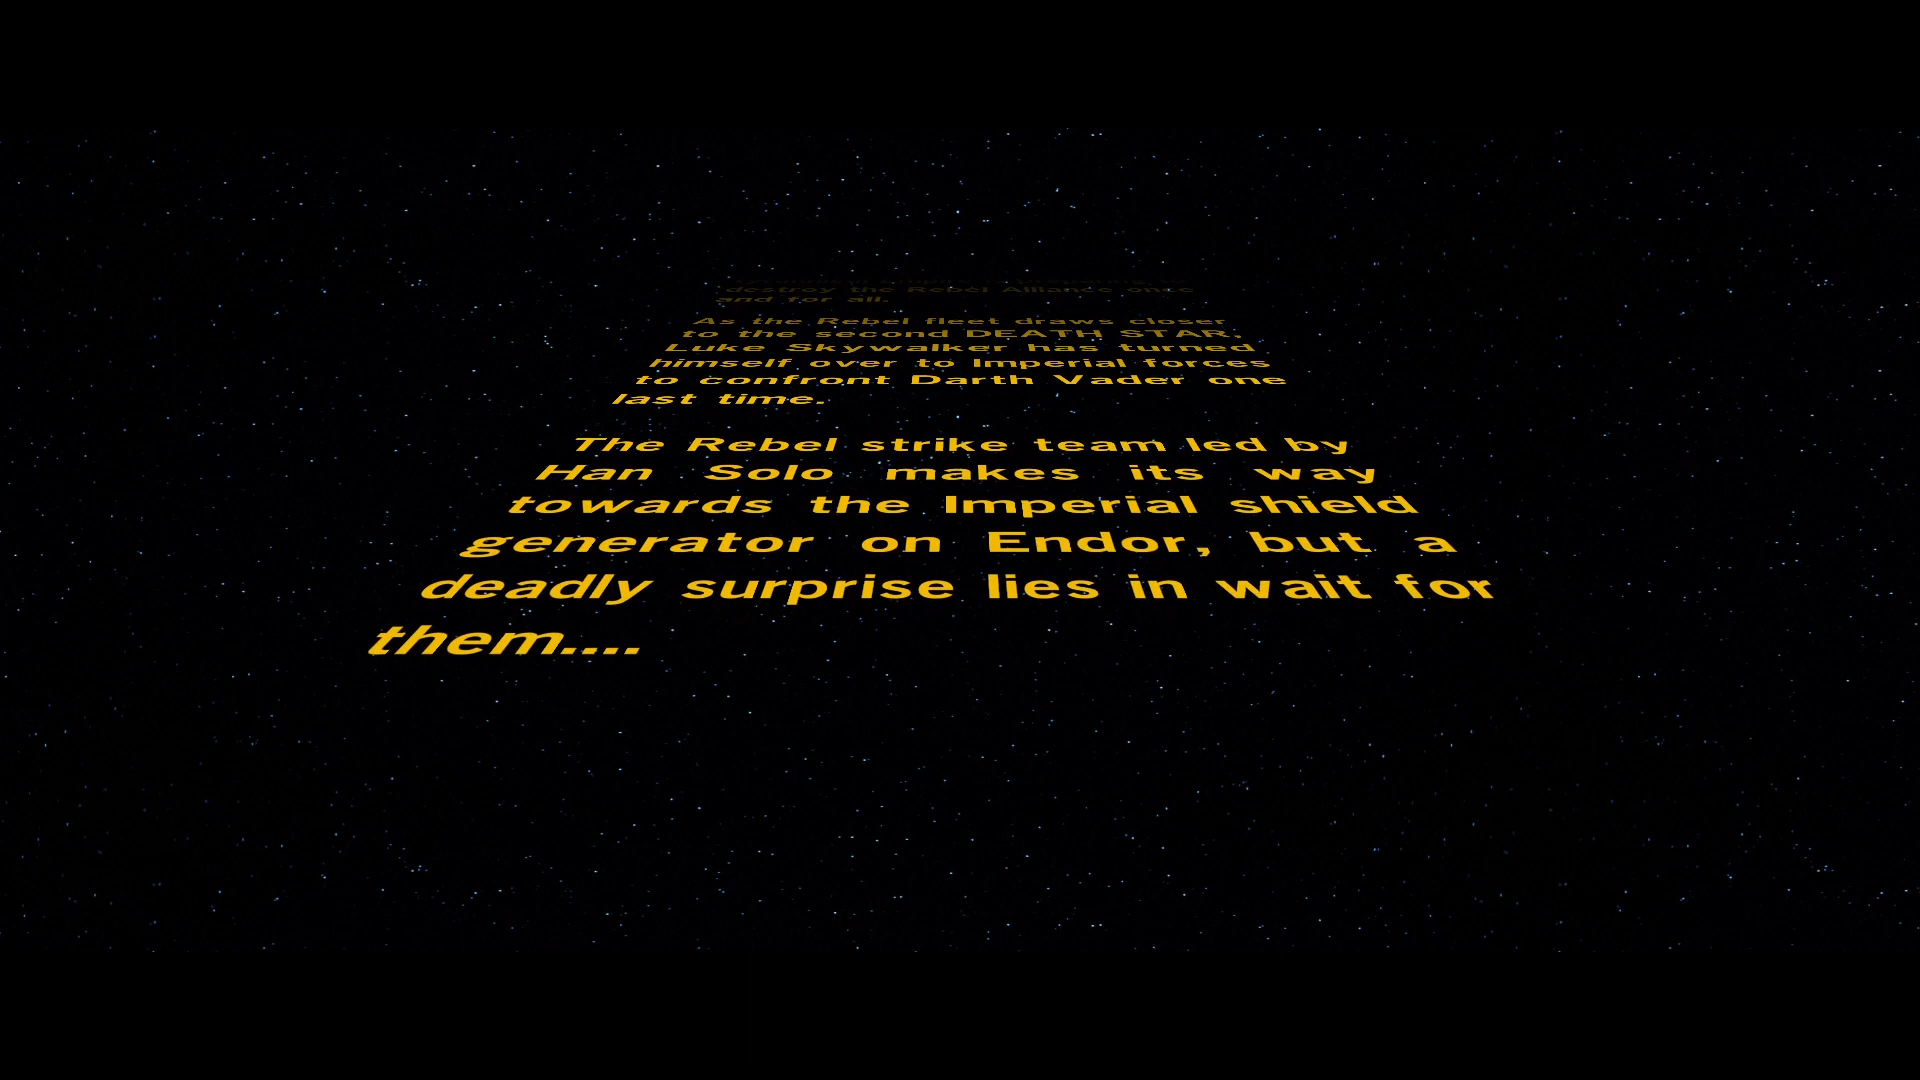 destroy the Rebel Alliance once
and for all.
As the Rebel fleet draws closer
to the second DEATH STAR,
Luke Skywalker has turned
himself over to Imperial forces
to confront Darth Vader one
last time.
The Rebel strike team led by
Han Solo makes its way
towards the Imperial shield
generator on Endor, but a
deadly surprise lies in wait for
them....